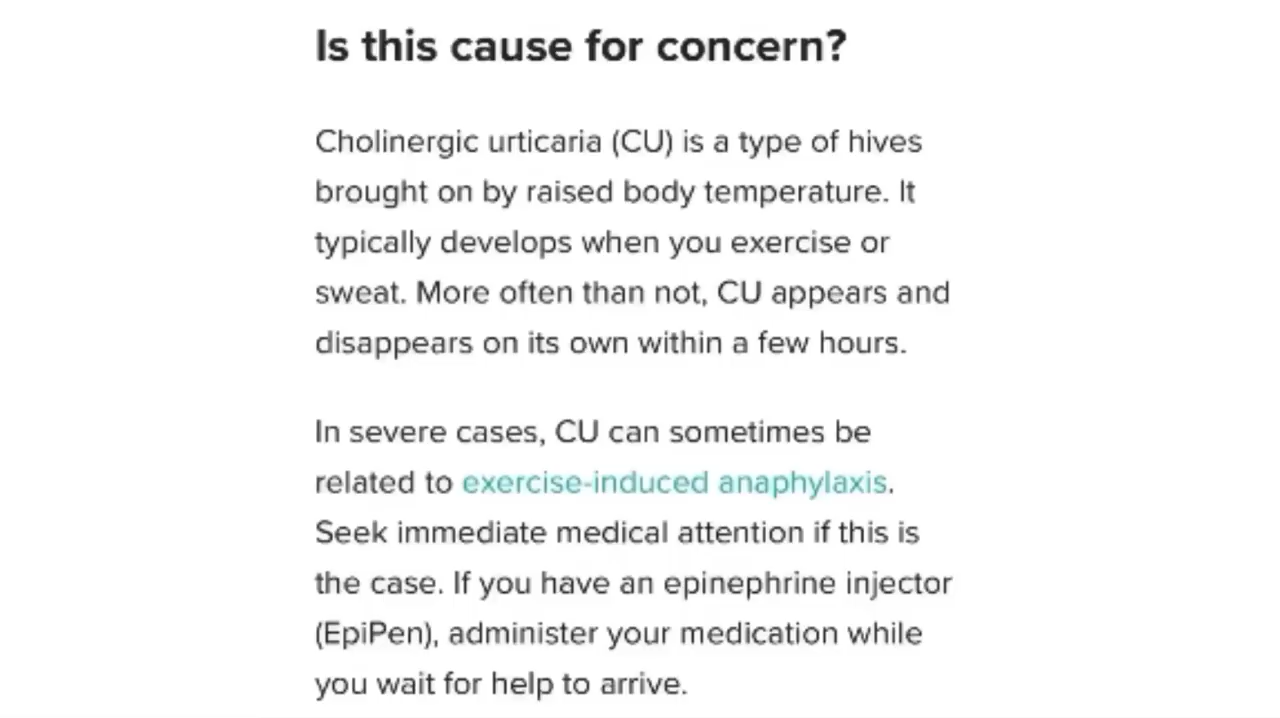 Is this cause for concern?
Cholinergic urticaria (CU) is a type of hives
brought on by raised body temperature. It
typically develops when you exercise or
sweat. More often than not, CU appears and
disappears on its own within a few hours.
In severe cases, CU can sometimes be
related to exercise-induced anaphylaxis.
Seek immediate medical attention if this is
the case. If you have an epinephrine injector
(EpiPen), administer your medication while
you wait for help to arrive.